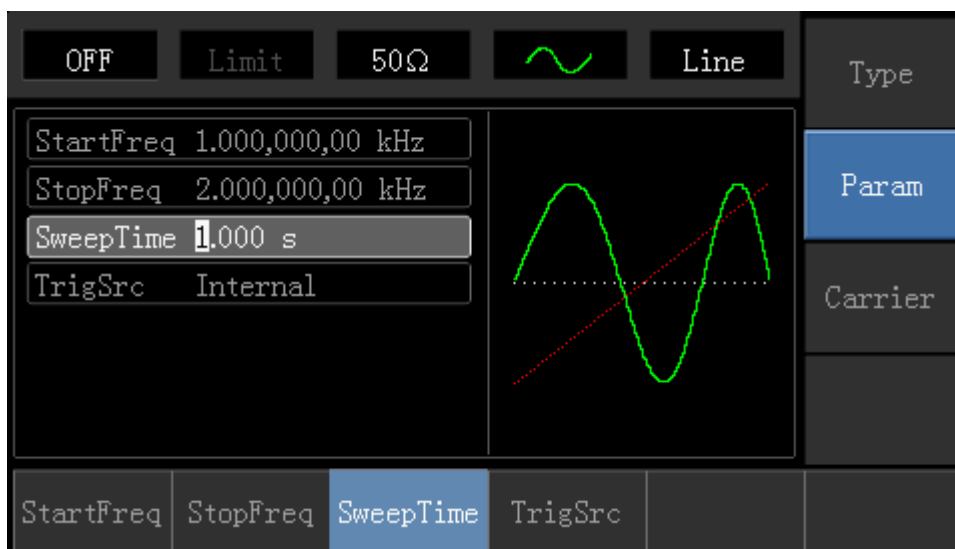 OFF Limit 50Ω Line
Type
StartFreq 1.000,000,00 kHz
StopFreq 2.000,000,00 kHz
Param
SweepTime 1.000 s
TrigSrc Internal
Carrier
StartFreq StopFreq SweepTime TrigSrc